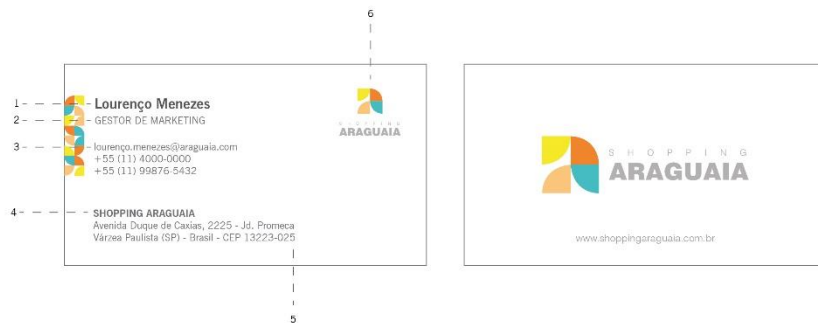 6
1
Lourenço Menezes
2
GESTOR DE MARKETING
3
lourenço.menezes@araguaia.com
+55 (11) 4000-0000
+55 (11) 99876-5432
4
SHOPPING ARAGUAIA
Avenida Duque de Caxias, 2225 - Jd. Promeca
Várzea Paulista (SP) - Brasil - CEP 13223-025
5
SHOPPING
ARAGUAIA
SHOPPING
ARAGUAIA
www.shoppingaraguaia.com.br